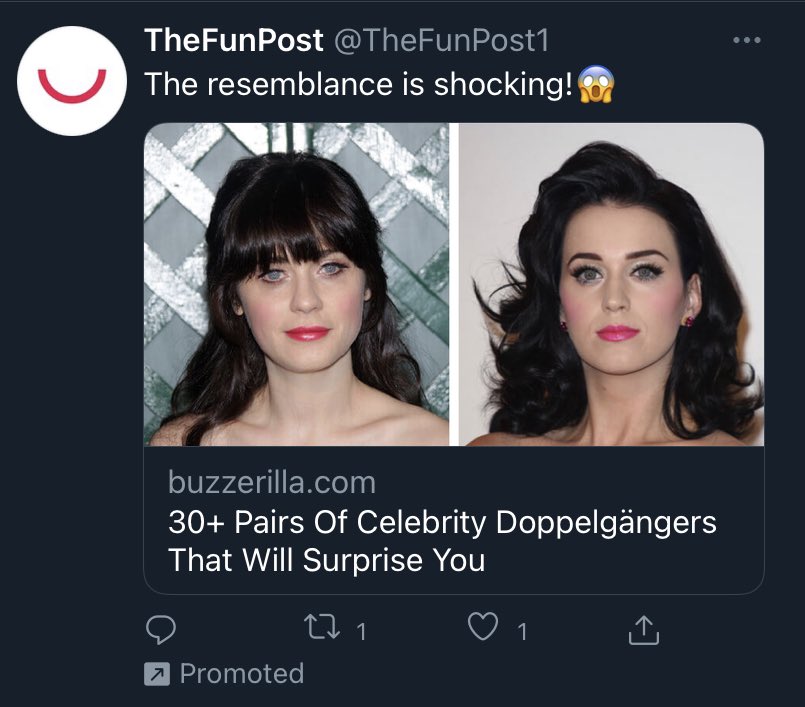 TheFunPost @TheFunPost1
The resemblance is shocking!😱
buzzerilla.com
30+ Pairs Of Celebrity Doppelgängers
That Will Surprise You
1 1
Promoted